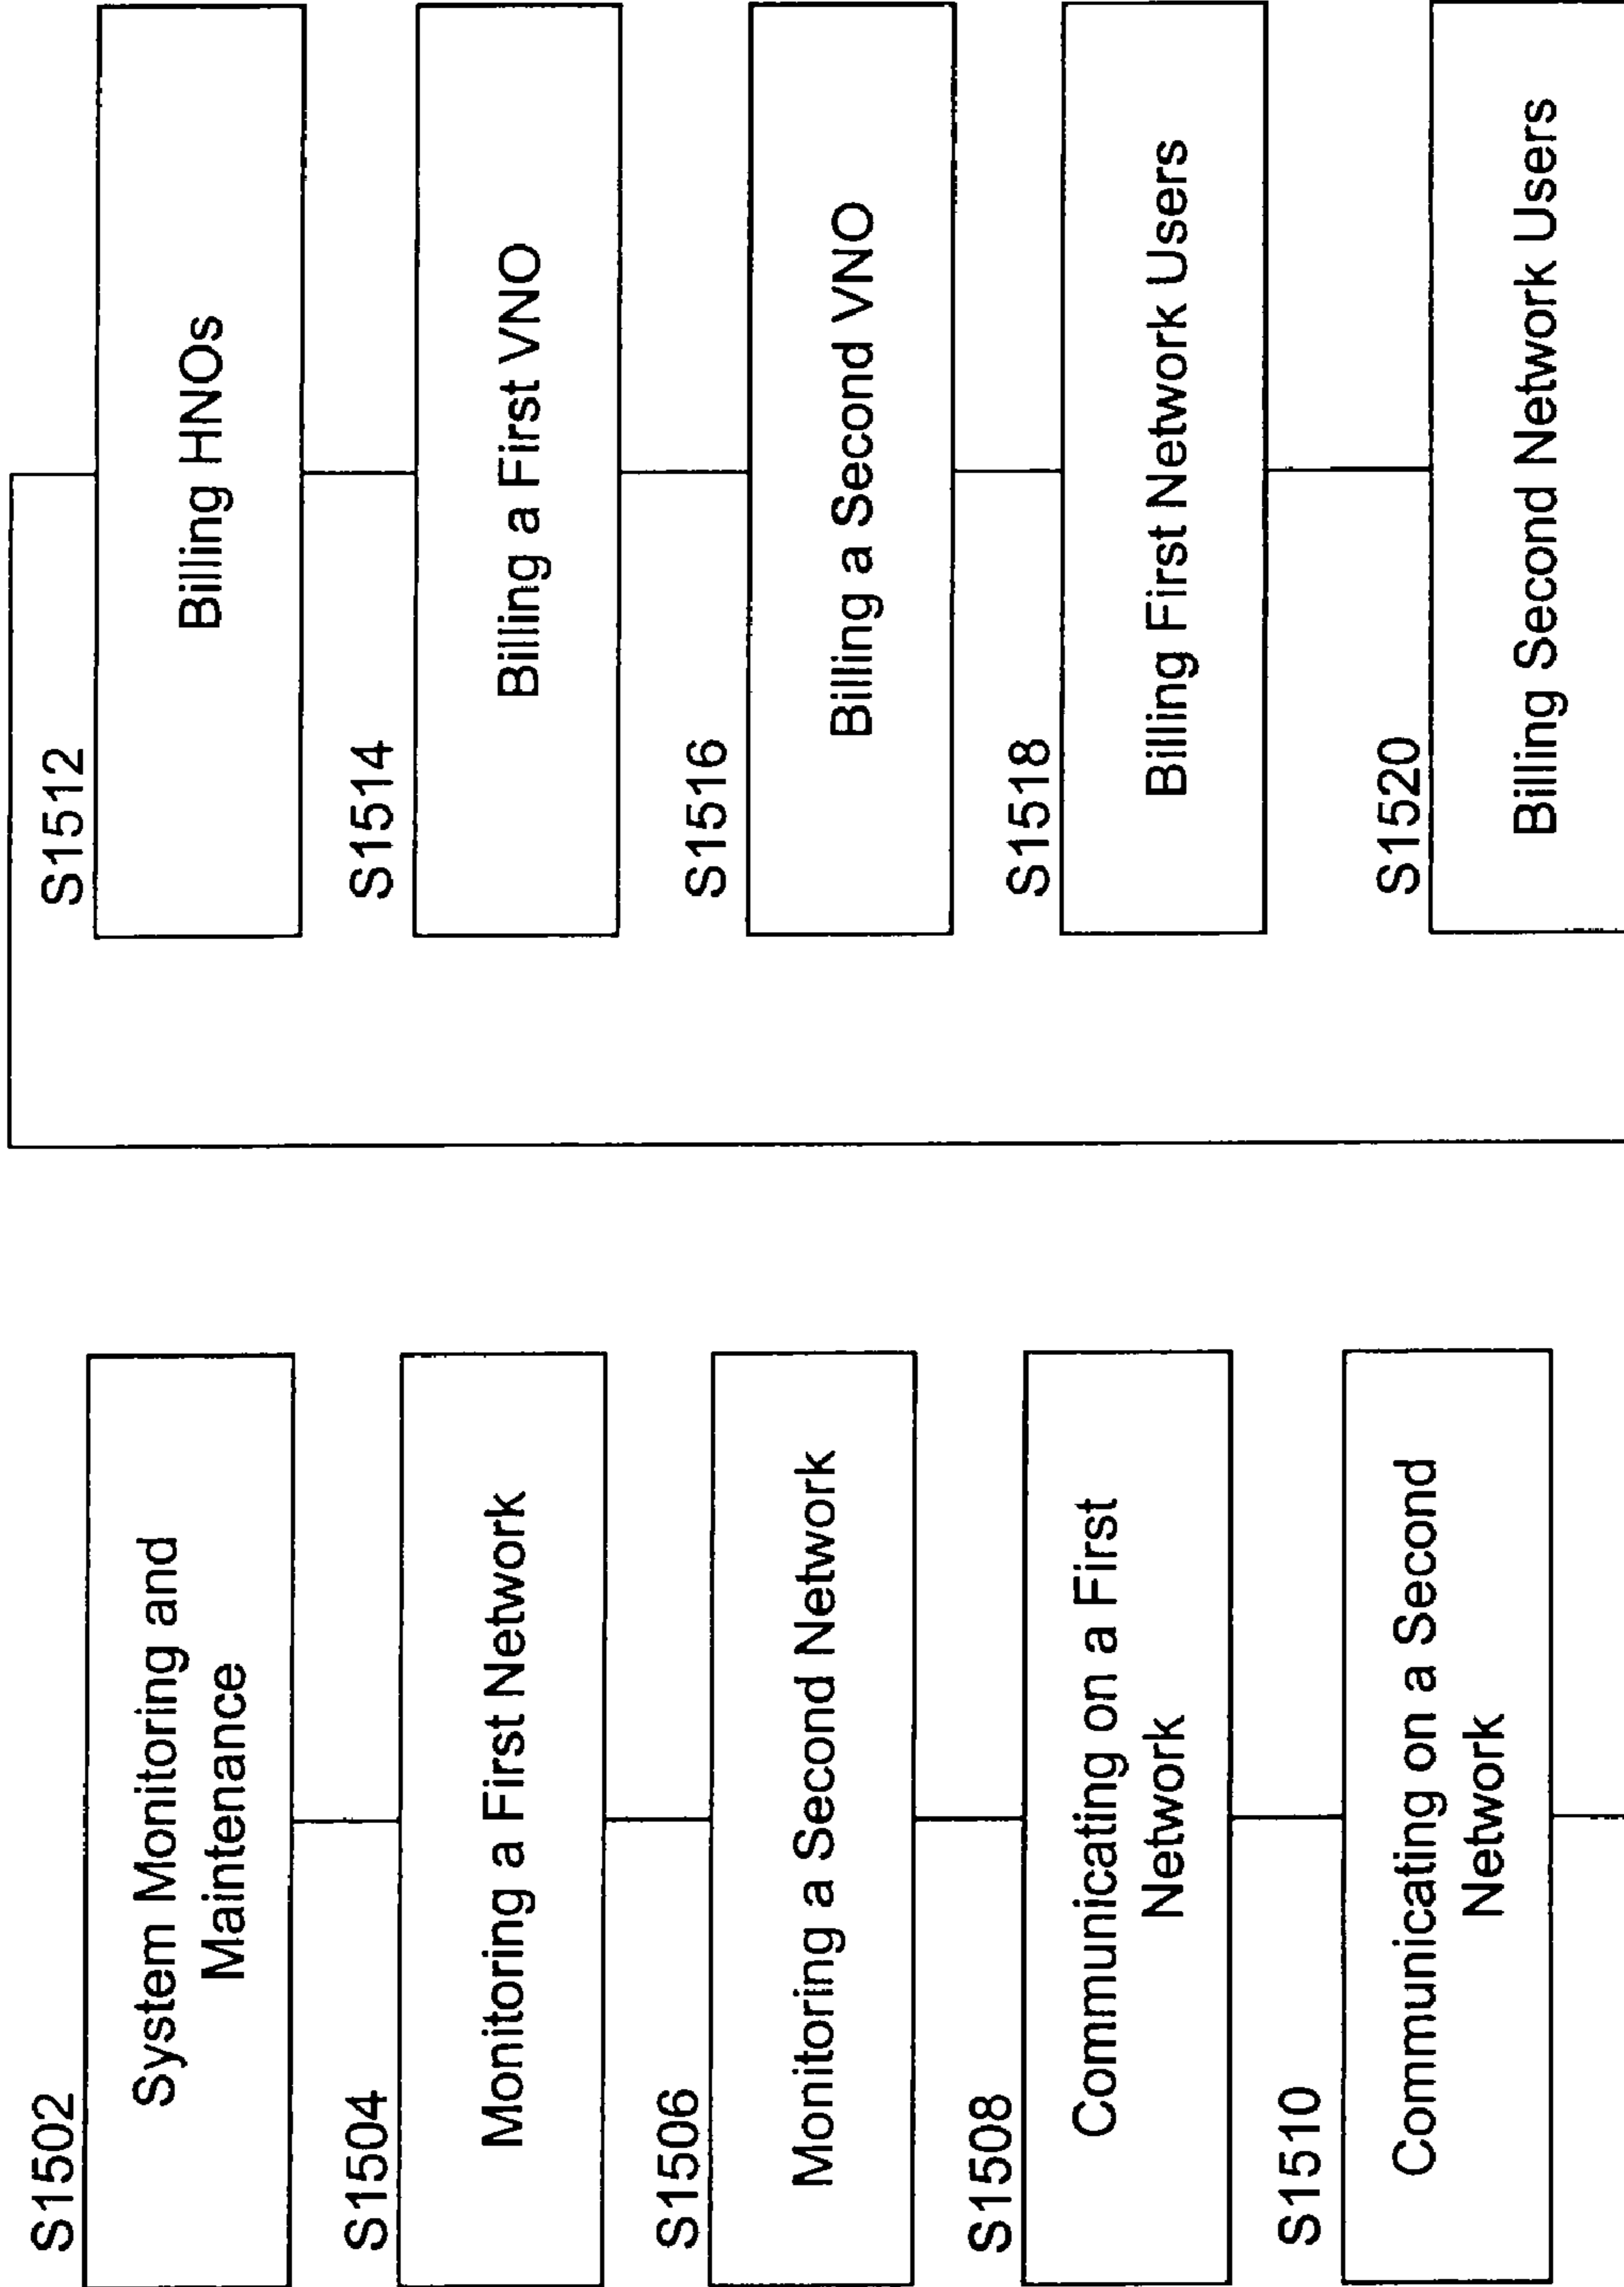 S1502
System Monitoring and
Maintenance
S1504
Monitoring a First Network
S1506
Monitoring a Second Network
S1508
Communicating on a First
Network
S1510
Communicating on a Second
Network
S1512
Billing HNOs
S1514
Billing a First VNO
S1516
Billing a Second VNO
S1518
Billing First Network Users
S1520
Billing Second Network Users